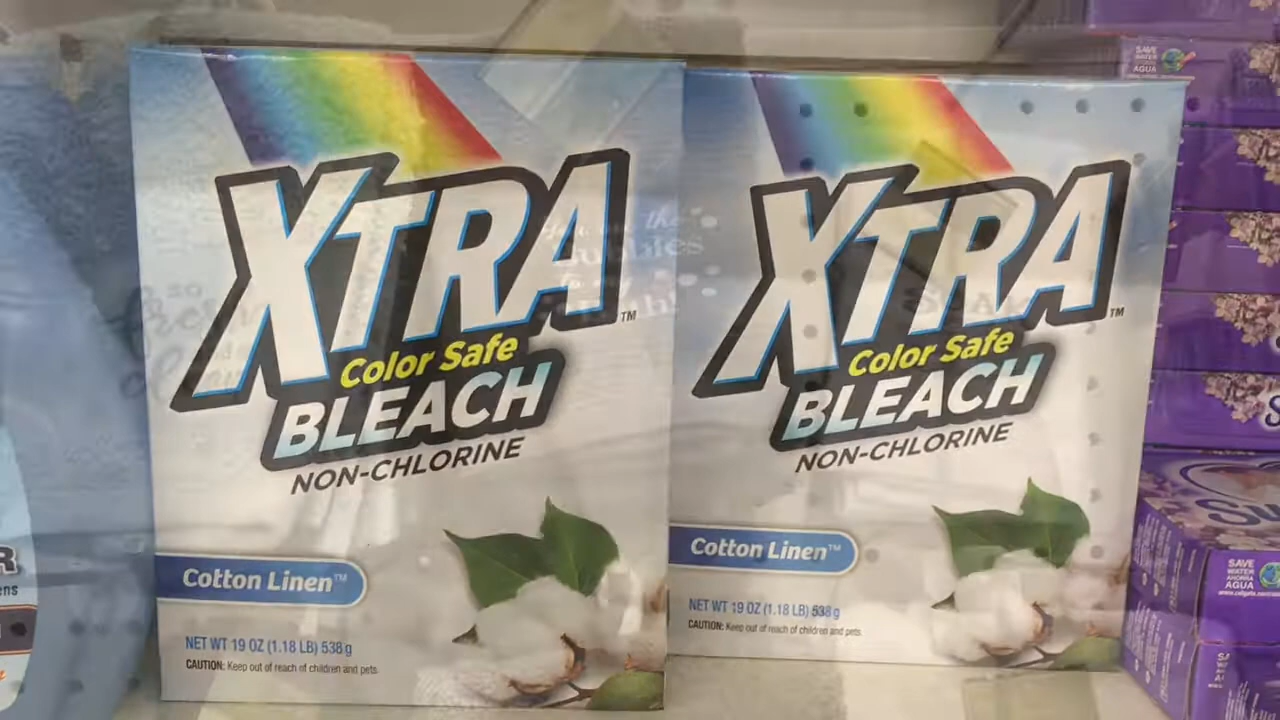 XTRA
TM
Color Safe
BLEACH
NON-CHLORINE
Cotton Linen™
NET WT 19 OZ (1.18 LB) 538 g
CAUTION: Keep out of reach of children and pets.
XTRA
TM
Color Safe
BLEACH
NON-CHLORINE
Cotton Linen™
NET WT 19 OZ (1.18 LB) 538 g
CAUTION: Keep out of reach of children and pets.
SAVE
WATER
AGUA
SAVE
WATER
AHORRA
AGUA
R
ens